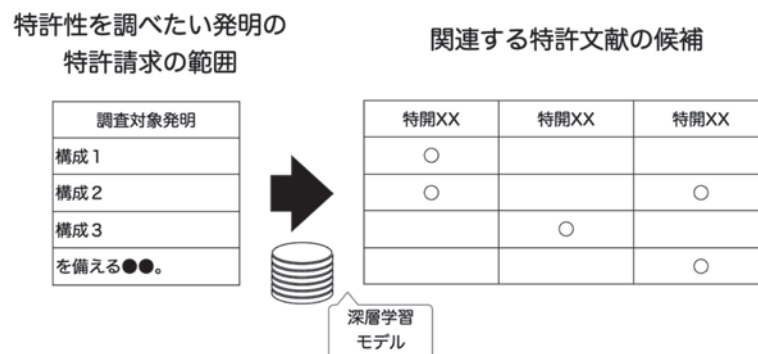 特許性を調べたい発明の
特許請求の範囲
関連する特許文献の候補
調査対象発明
構成1
構成2
構成3
を備える●●。
特開XX 特開XX 特開XX
○
○ ○
○
○
深層学習
モデル